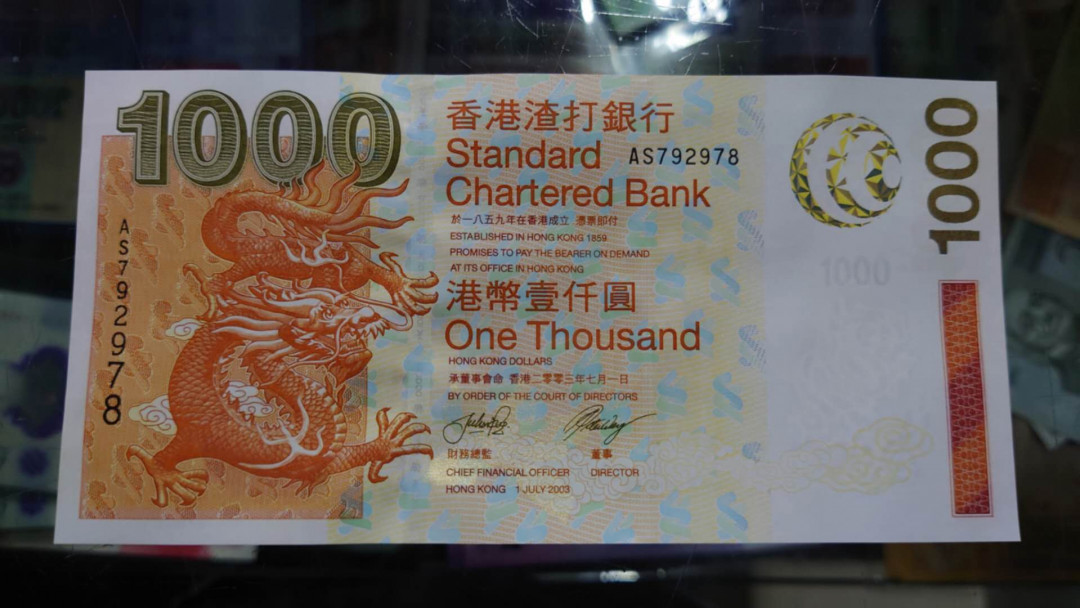 1000
香港渣打銀行
Standard AS792978
Chartered Bank
於一八五九年在香港成立 憑票即付
ESTABLISHED IN HONG KONG 1859
PROMISES TO PAY THE BEARER ON DEMAND
AT ITS OFFICE IN HONG KONG
港幣壹仟圓
One Thousand
HONG KONG DOLLARS
承董事會命 香港二零零三年七月一日
BY ORDER OF THE COURT OF DIRECTORS
財務總監 董事
CHIEF FINANCIAL OFFICER DIRECTOR
HONG KONG 1 JULY 2003
AS792978
1000
1000